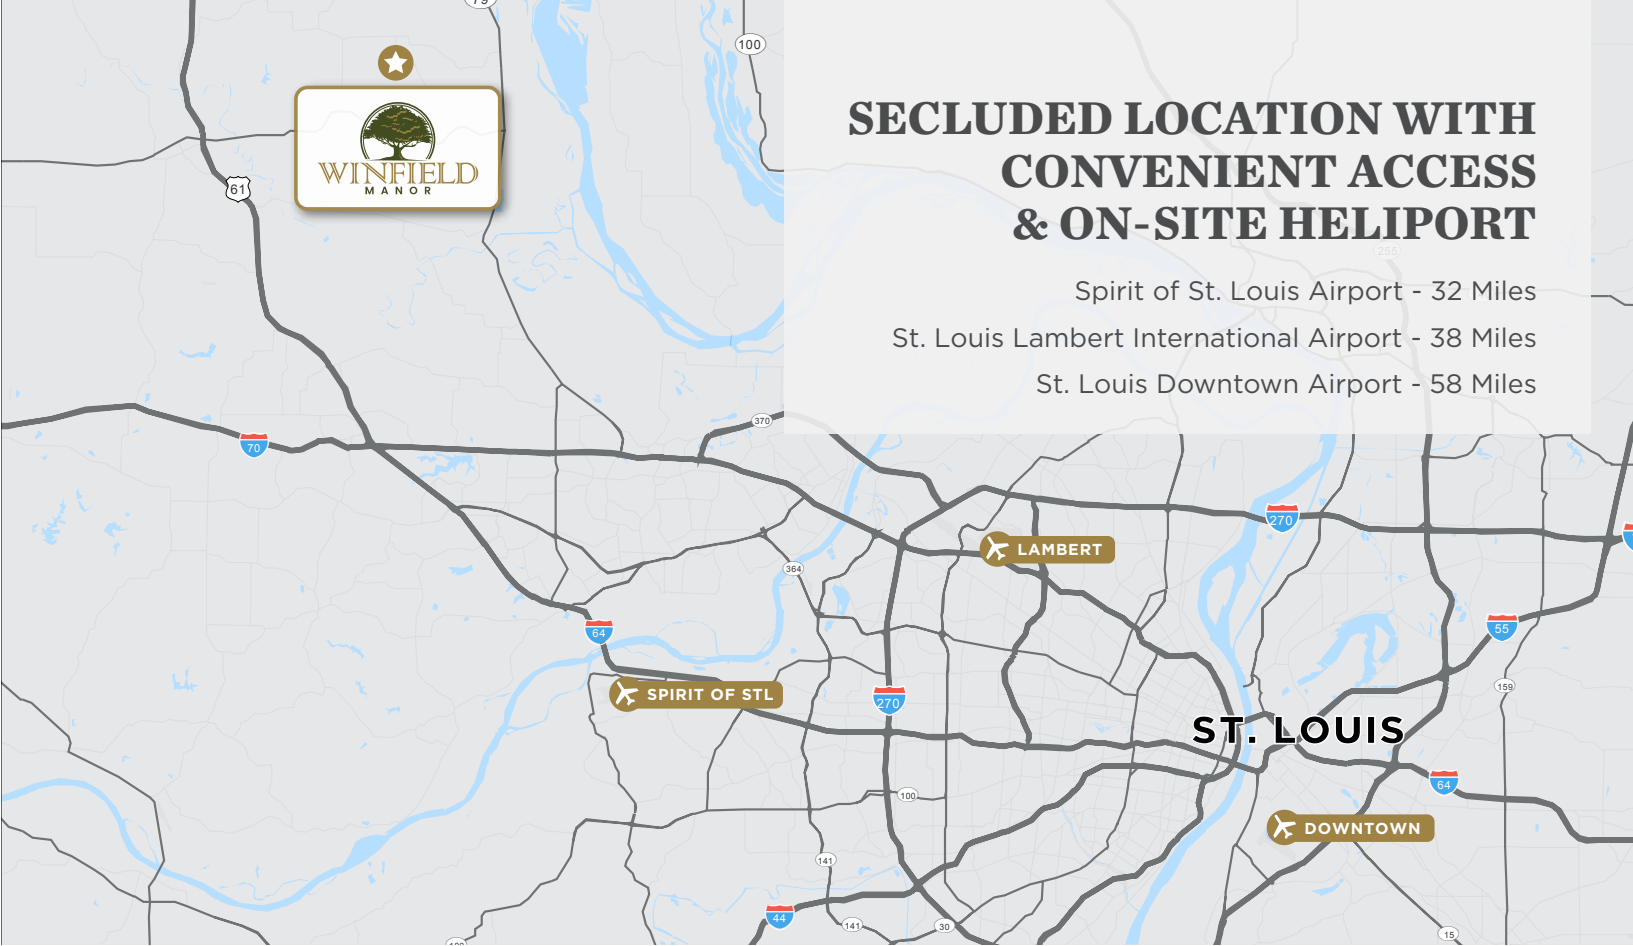 79
100
WINFIELD
MANOR
61
SECLUDED LOCATION WITH
CONVENIENT ACCESS
& ON-SITE HELIPORT
255
Spirit of St. Louis Airport - 32 Miles
St. Louis Lambert International Airport - 38 Miles
St. Louis Downtown Airport - 58 Miles
370
70
270
LAMBERT
364
64
55
SPIRIT OF STL
270
159
ST. LOUIS
64
100
DOWNTOWN
141
44
141
30
15